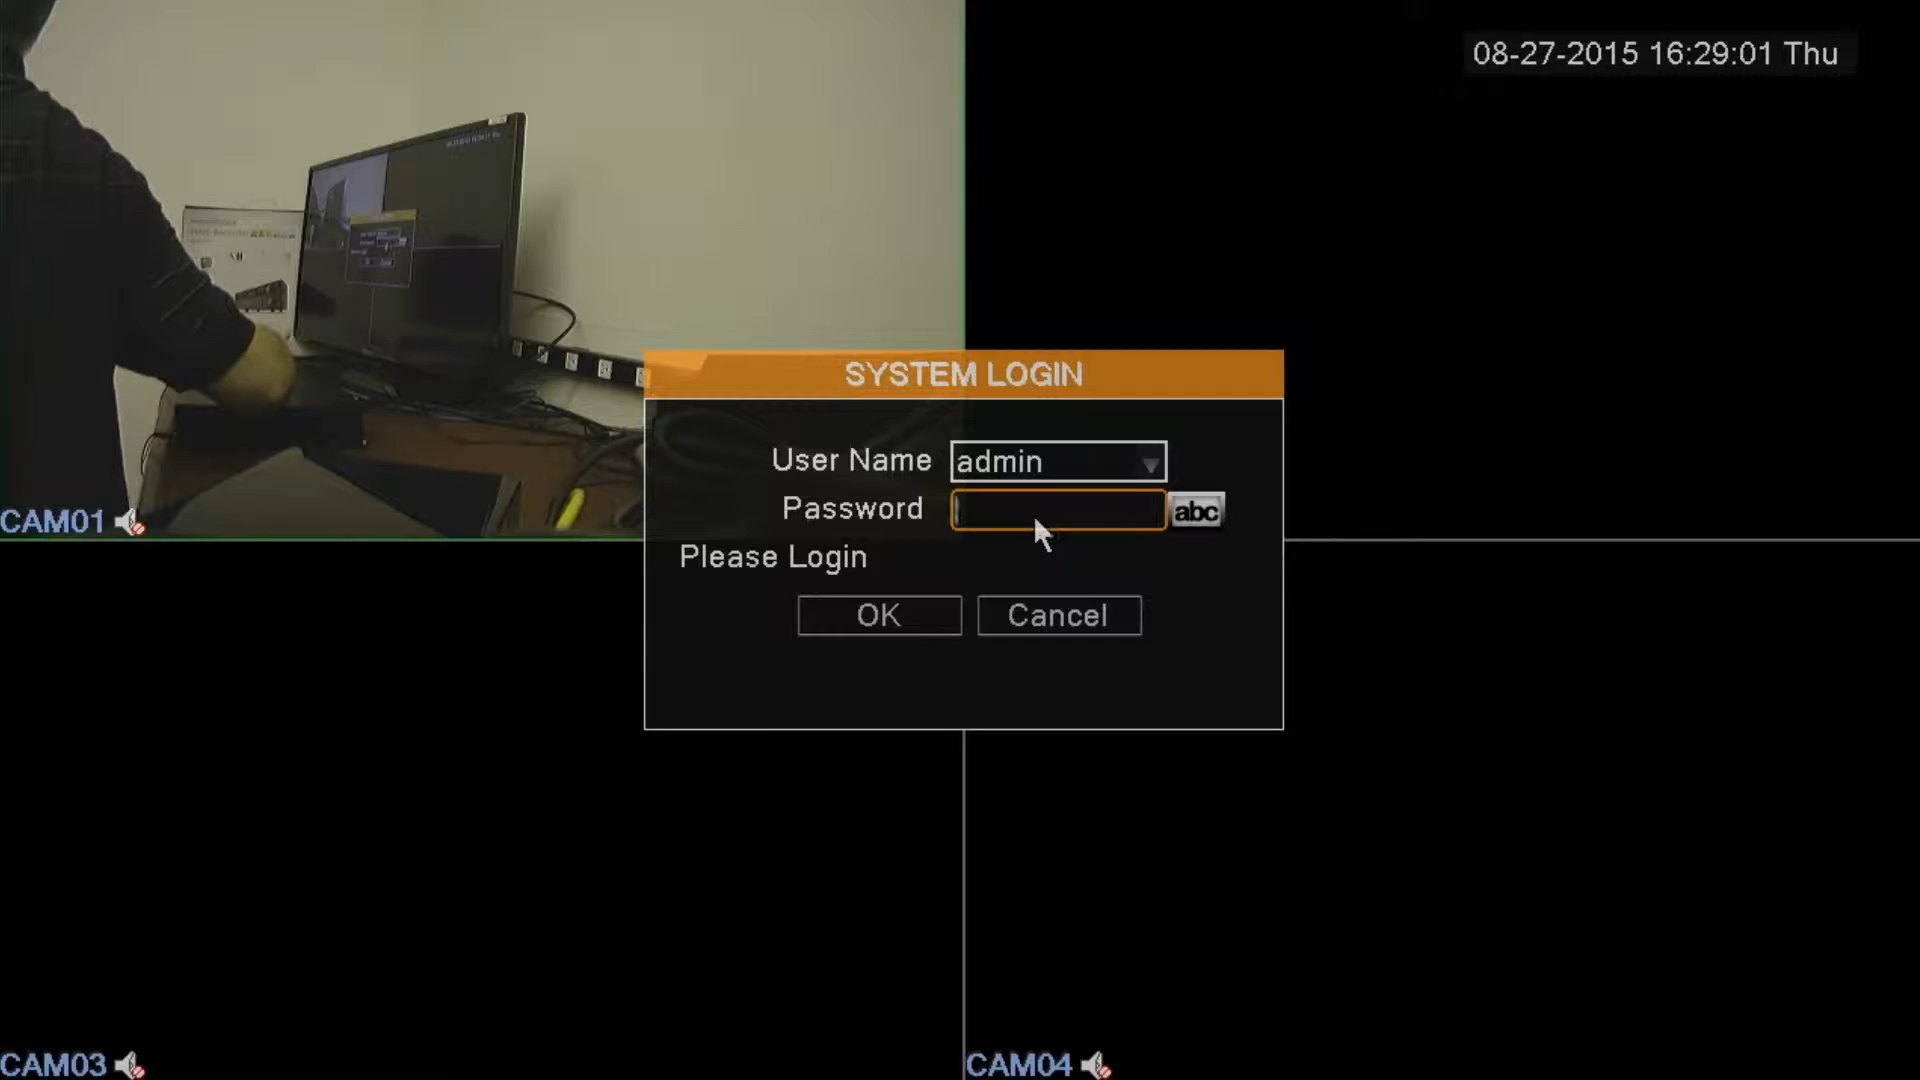 08-27-2015 16:29:01 Thu
SYSTEM LOGIN
User Name admin
Password abc
Please Login
OK Cancel
CAM01
CAM03 CAM04